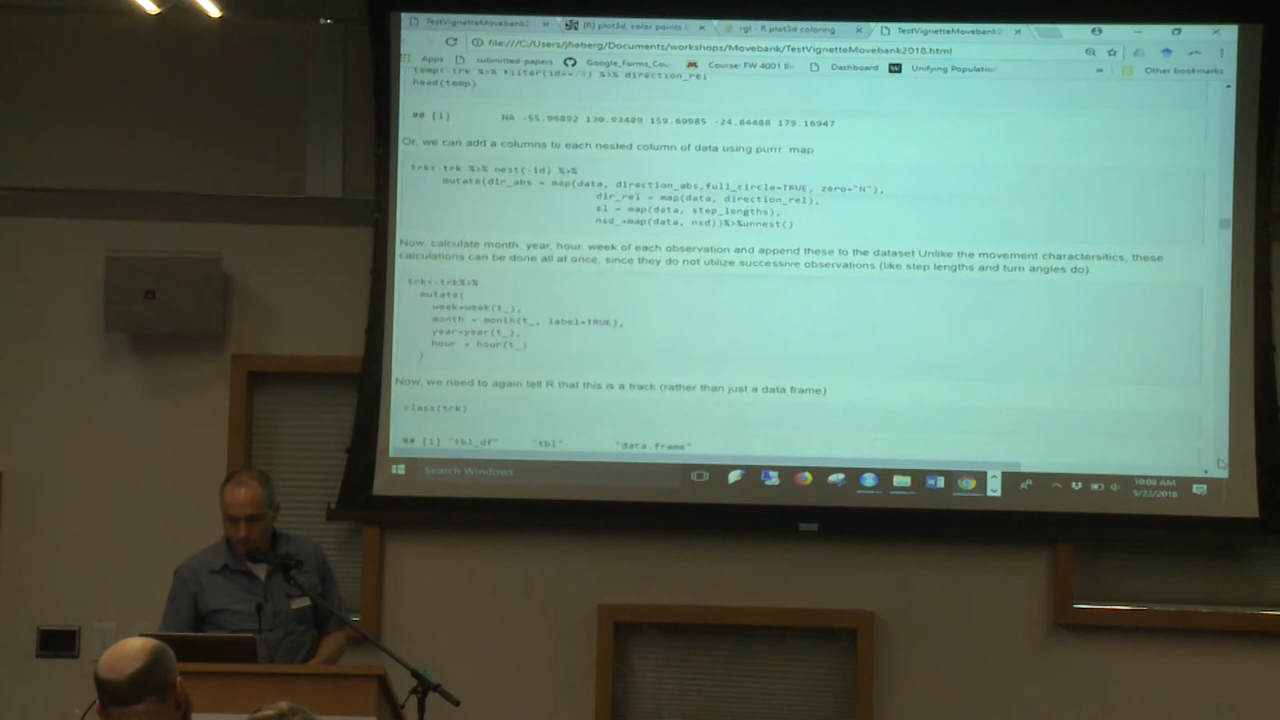 TestVignetteMovebank2
[R] plot3d, color points
rgl - R plot3d coloring
TestVignetteMovebank2
file:///C:/Users/jfieberg/Documents/workshops/Movebank/TestVignetteMovebank2018.html
Apps
submitted-papers
Google_Forms_Cou
Course: FW 4001 Bi
Dashboard
Unifying Population
»
Other bookmarks
head(temp)
## [1] NA -55.96892 130.93489 159.69985 -24.84488 179.16947
Or, we can add a columns to each nested column of data using purrr map
trk<-trk %>% nest(-id) %>%
mutate(dir_abs = map(data, direction_abs,full_circle=TRUE, zero="N"),
dir_rel = map(data, direction_rel),
sl = map(data, step_lengths),
nsd_=map(data, nsd))%>%unnest()
Now, calculate month, year, hour, week of each observation and append these to the dataset Unlike the movement charactersitics, these
calculations can be done all at once, since they do not utilize successive observations (like step lengths and turn angles do).
trk<-trk%>%
mutate(
week=week(t_),
month = month(t_, label=TRUE),
year=year(t_),
hour = hour(t_)
)
Now, we need to again tell R that this is a track (rather than just a data frame)
class(trk)
## [1] "tbl_df" "tbl" "data.frame"
Search Windows
10:08 AM
5/22/2018